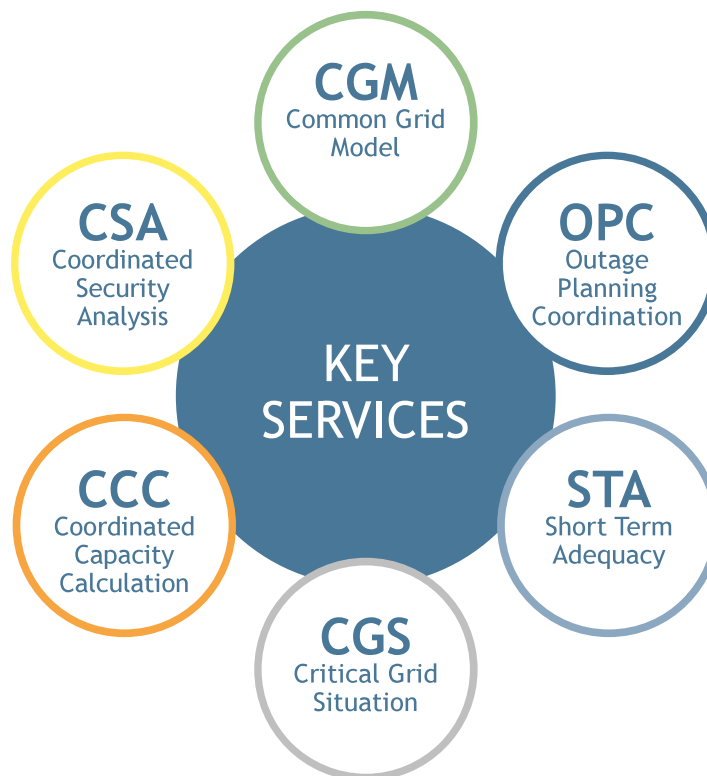 CGM
Common Grid
Model
CSA
Coordinated
Security
Analysis
OPC
Outage
Planning
Coordination
KEY
SERVICES
CCC
Coordinated
Capacity
Calculation
STA
Short Term
Adequacy
CGS
Critical Grid
Situation